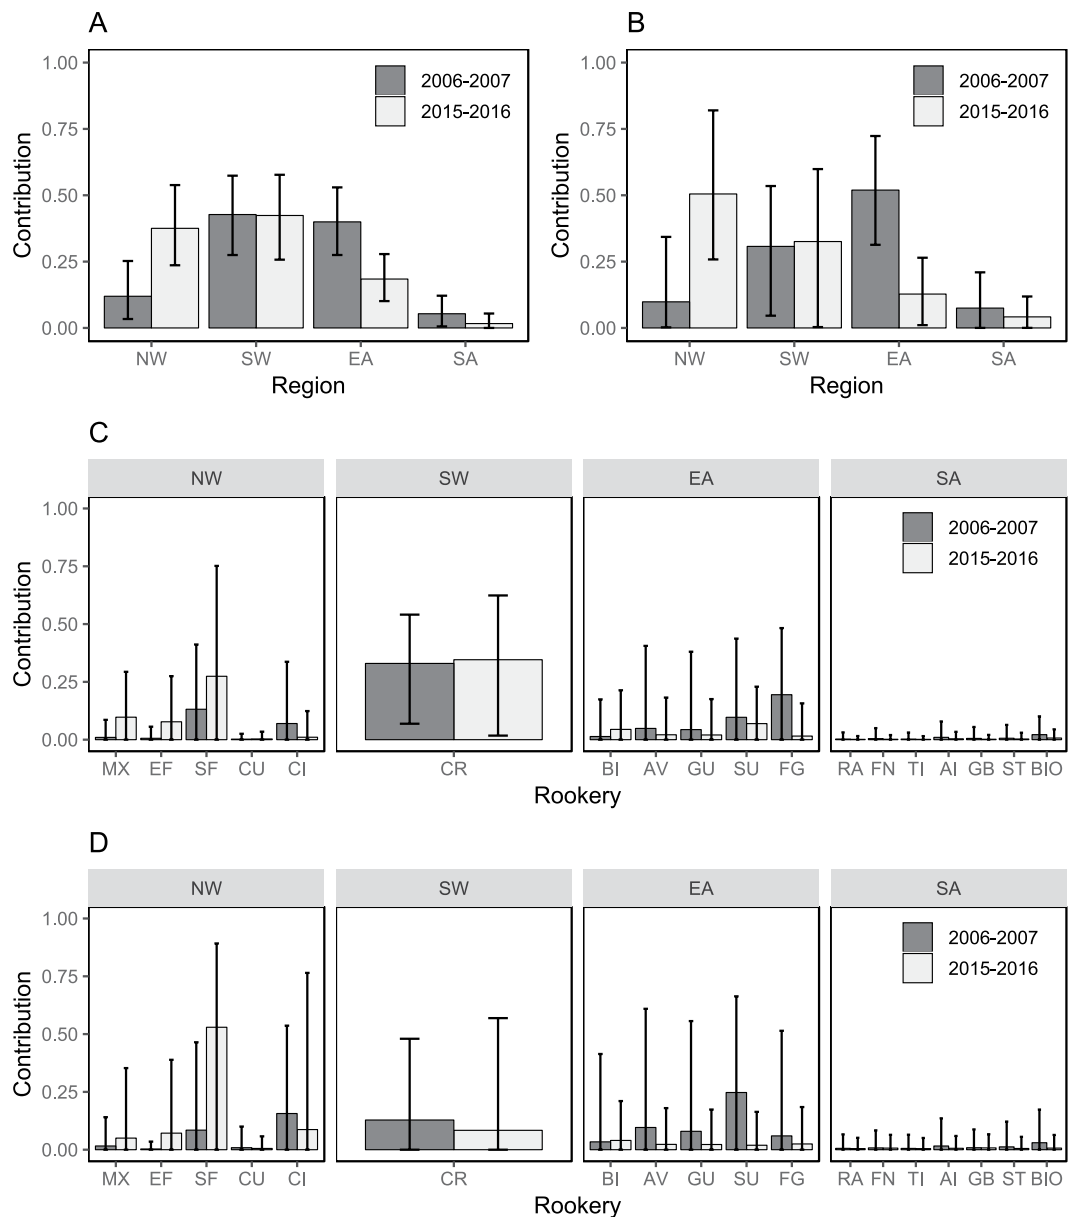 A
B
1.00
0.75
0.50
0.25
0.00
Contribution
2006-2007
2015-2016
NW SW EA SA
Region
1.00
0.75
0.50
0.25
0.00
Contribution
2006-2007
2015-2016
NW SW EA SA
Region
C
NW SW EA SA
1.00
0.75
0.50
0.25
0.00
Contribution
2006-2007
2015-2016
MX EF SF CU CI CR BI AV GU SU FG RA FN TI AI GB ST BIO
Rookery
D
NW SW EA SA
1.00
0.75
0.50
0.25
0.00
Contribution
2006-2007
2015-2016
MX EF SF CU CI CR BI AV GU SU FG RA FN TI AI GB ST BIO
Rookery